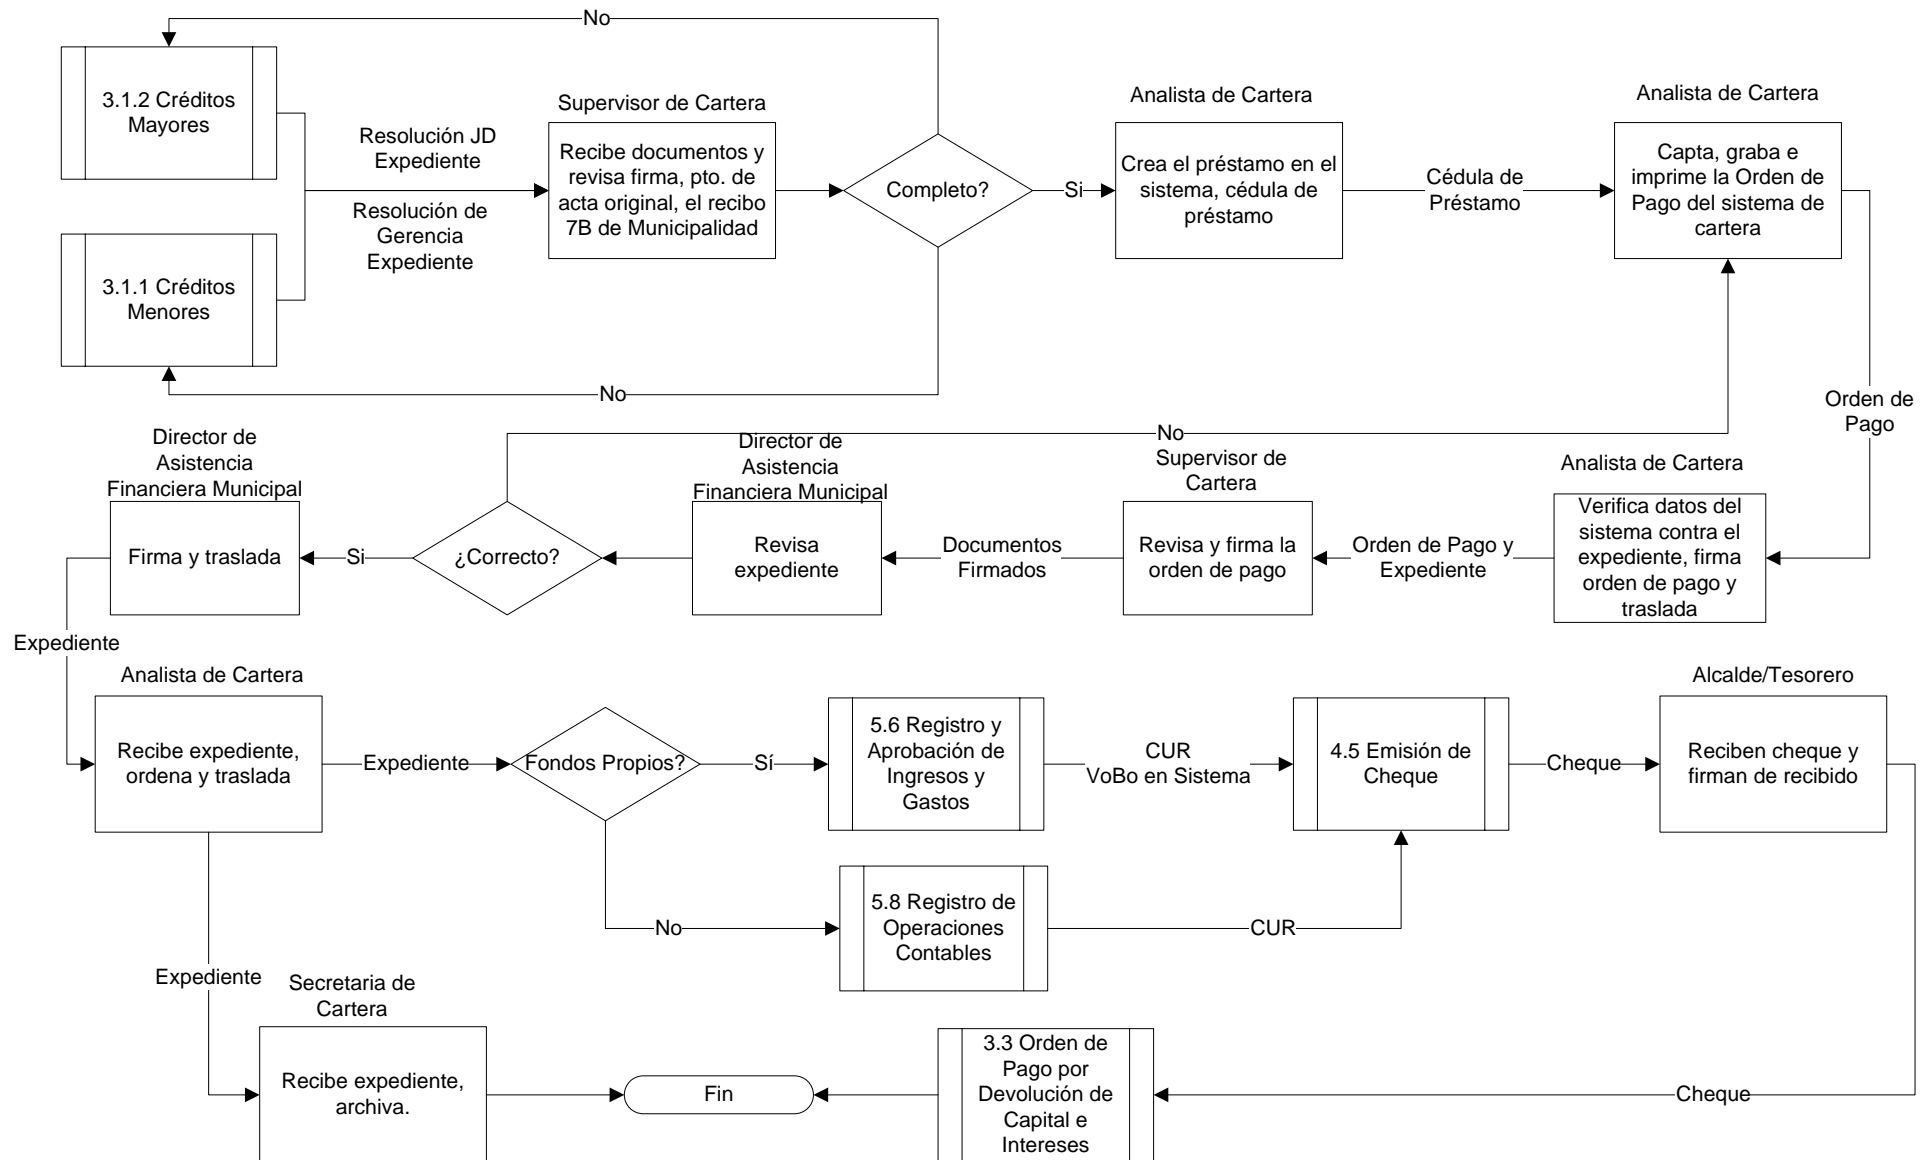 No
3.1.2 Créditos
Mayores
Resolución JD
Expediente
Resolución de
Gerencia
Expediente
3.1.1 Créditos
Menores
Supervisor de Cartera
Recibe documentos y
revisa firma, pto. de
acta original, el recibo
7B de Municipalidad
Completo?
Si
No
Analista de Cartera
Crea el préstamo en el
sistema, cédula de
préstamo
Cédula de
Préstamo
Analista de Cartera
Capta, graba e
imprime la Orden de
Pago del sistema de
cartera
Orden de
Pago
Analista de Cartera
Verifica datos del
sistema contra el
expediente, firma
orden de pago y
traslada
Orden de Pago y
Expediente
No
Supervisor de
Cartera
Revisa y firma la
orden de pago
Documentos
Firmados
Director de
Asistencia
Financiera Municipal
Revisa
expediente
¿Correcto?
Si
Director de
Asistencia
Financiera Municipal
Firma y traslada
Expediente
Analista de Cartera
Recibe expediente,
ordena y traslada
Expediente
Fondos Propios?
Sí
5.6 Registro y
Aprobación de
Ingresos y
Gastos
CUR
VoBo en Sistema
4.5 Emisión de
Cheque
Cheque
Alcalde/Tesorero
Reciben cheque y
firman de recibido
No
5.8 Registro de
Operaciones
Contables
CUR
Expediente
Secretaria de
Cartera
Recibe expediente,
archiva.
Fin
3.3 Orden de
Pago por
Devolución de
Capital e
Intereses
Cheque